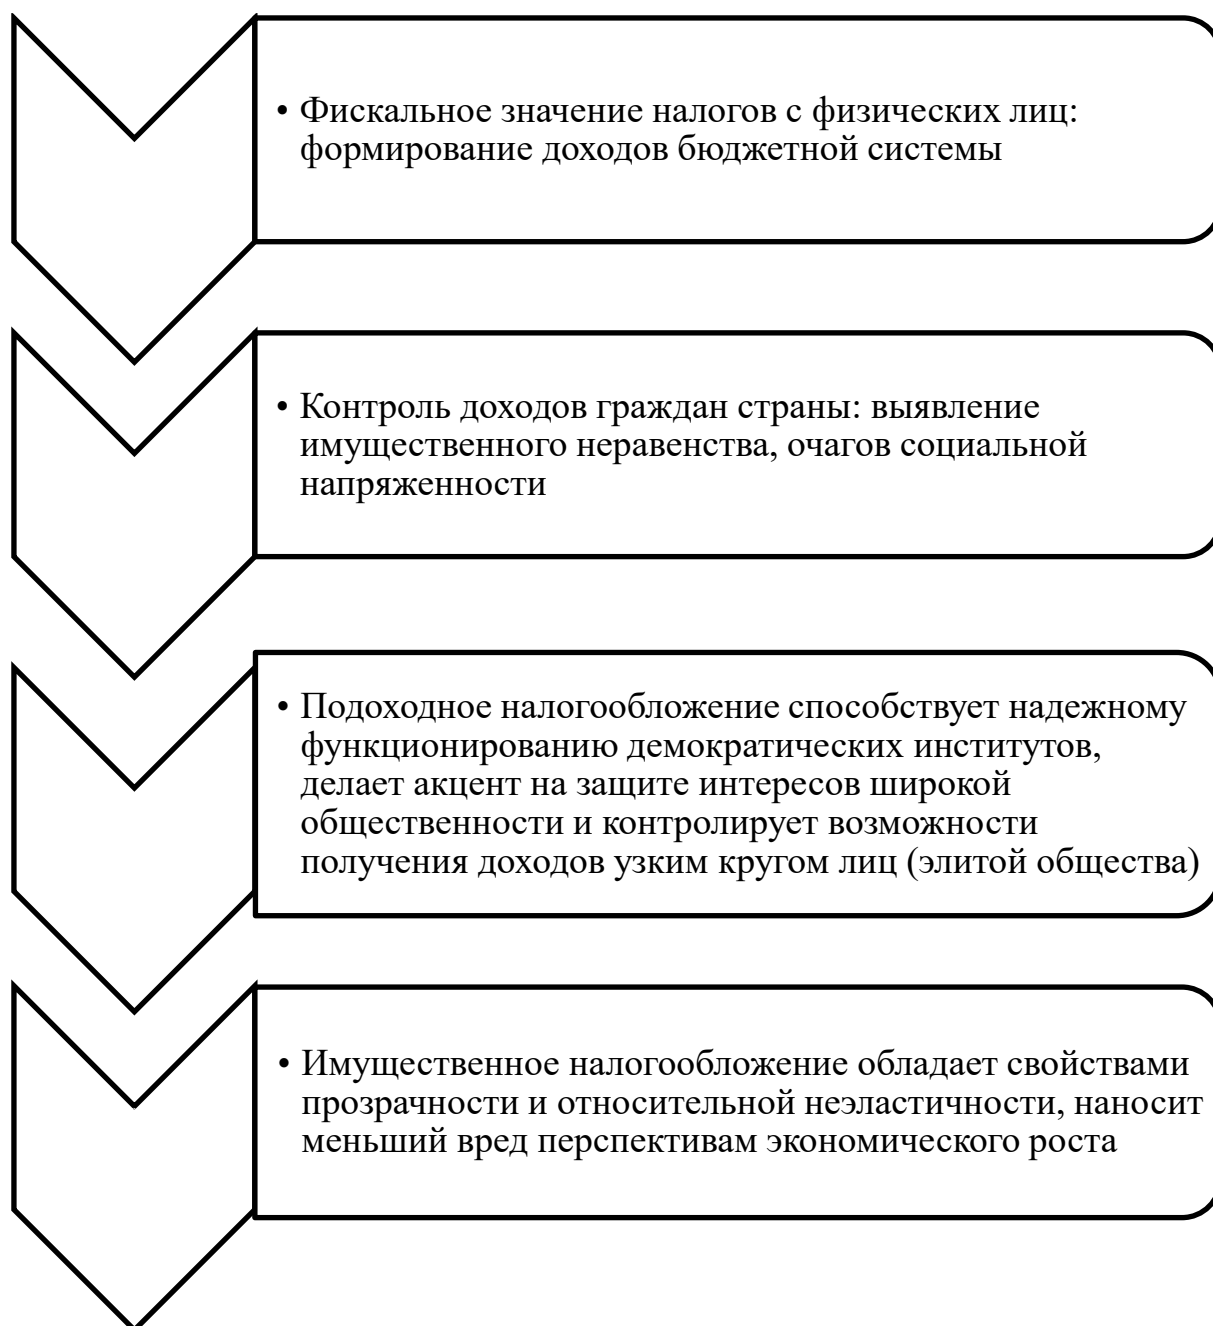 • Фискальное значение налогов с физических лиц:
формирование доходов бюджетной системы
• Контроль доходов граждан страны: выявление
имущественного неравенства, очагов социальной
напряженности
• Подоходное налогообложение способствует надежному
функционированию демократических институтов,
делает акцент на защите интересов широкой
общественности и контролирует возможности
получения доходов узким кругом лиц (элитой общества)
• Имущественное налогообложение обладает свойствами
прозрачности и относительной неэластичности, наносит
меньший вред перспективам экономического роста